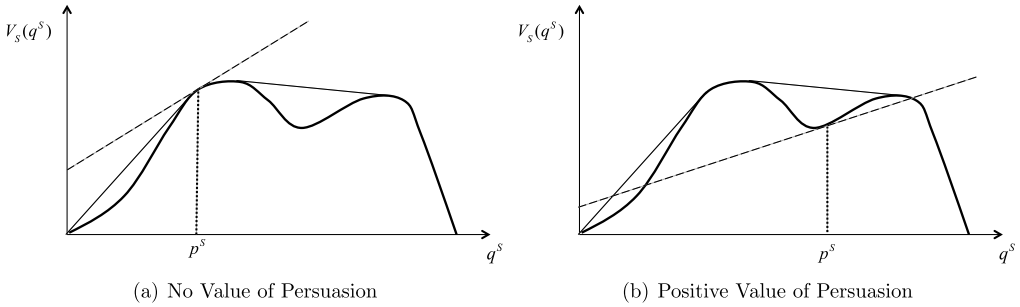 V_S(q^S)
p^S
q^S
(a) No Value of Persuasion
V_S(q^S)
p^S
q^S
(b) Positive Value of Persuasion